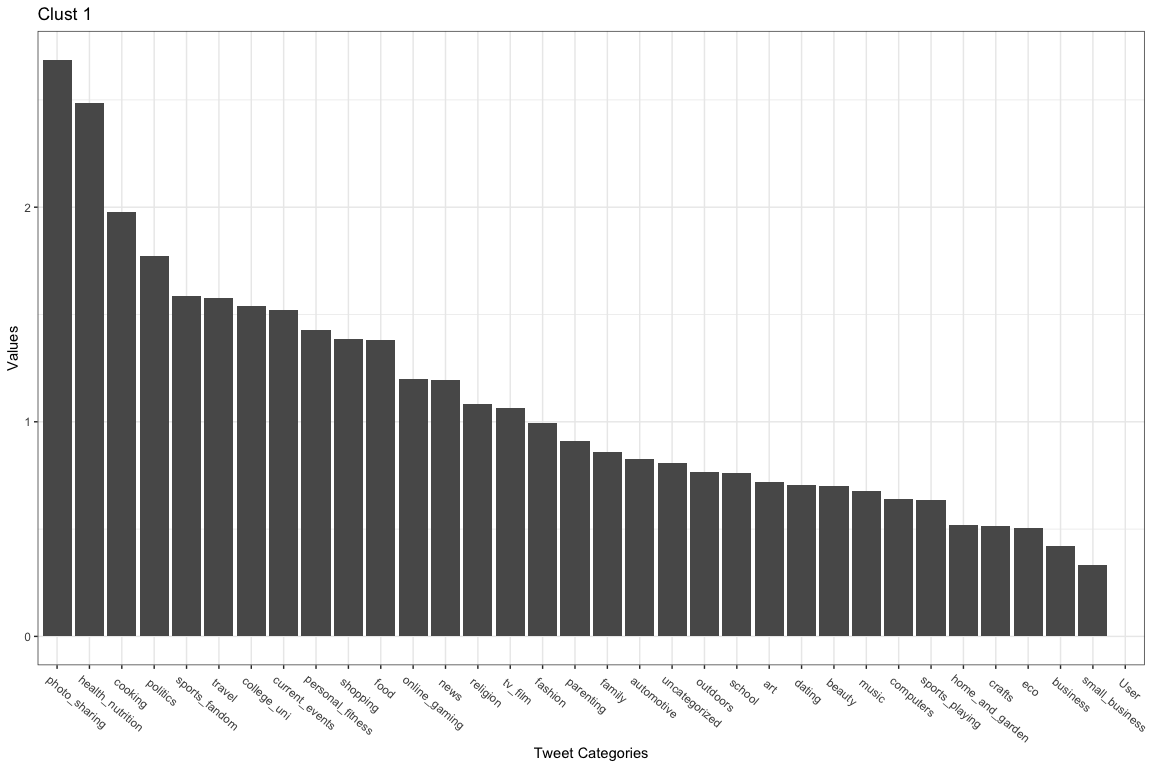 Clust 1
Values
2
1
0
photo_sharing
health_nutrition
cooking
politics
sports_fandom
travel
college_uni
current_events
personal_fitness
shopping
food
online_gaming
news
religion
tv_film
fashion
parenting
family
automotive
uncategorized
outdoors
school
art
dating
beauty
music
computers
sports_playing
home_and_garden
crafts
eco
business
small_business
User
Tweet Categories